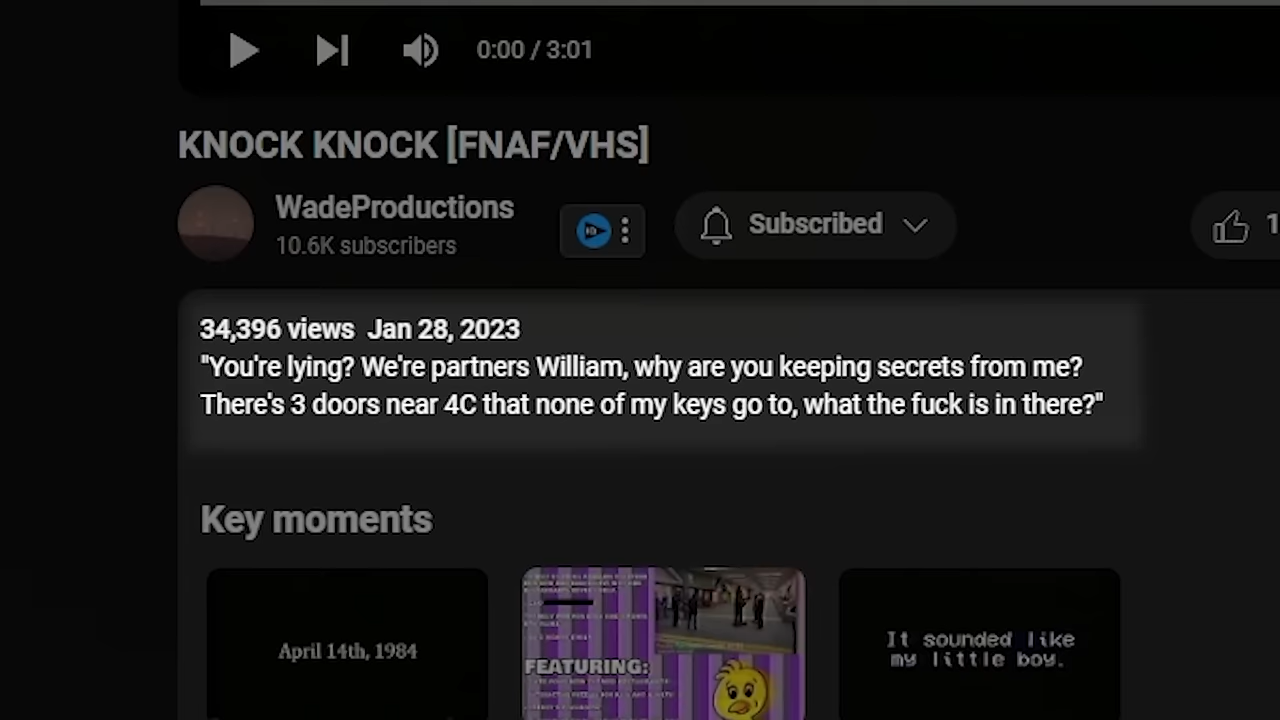 0:00 / 3:01
KNOCK KNOCK [FNAF/VHS]
WadeProductions
10.6K subscribers
Subscribed
1
34,396 views Jan 28, 2023
"You're lying? We're partners William, why are you keeping secrets from me?
There's 3 doors near 4C that none of my keys go to, what the fuck is in there?"
Key moments
April 14th, 1984
FEATURING:
It sounded like
my little boy.